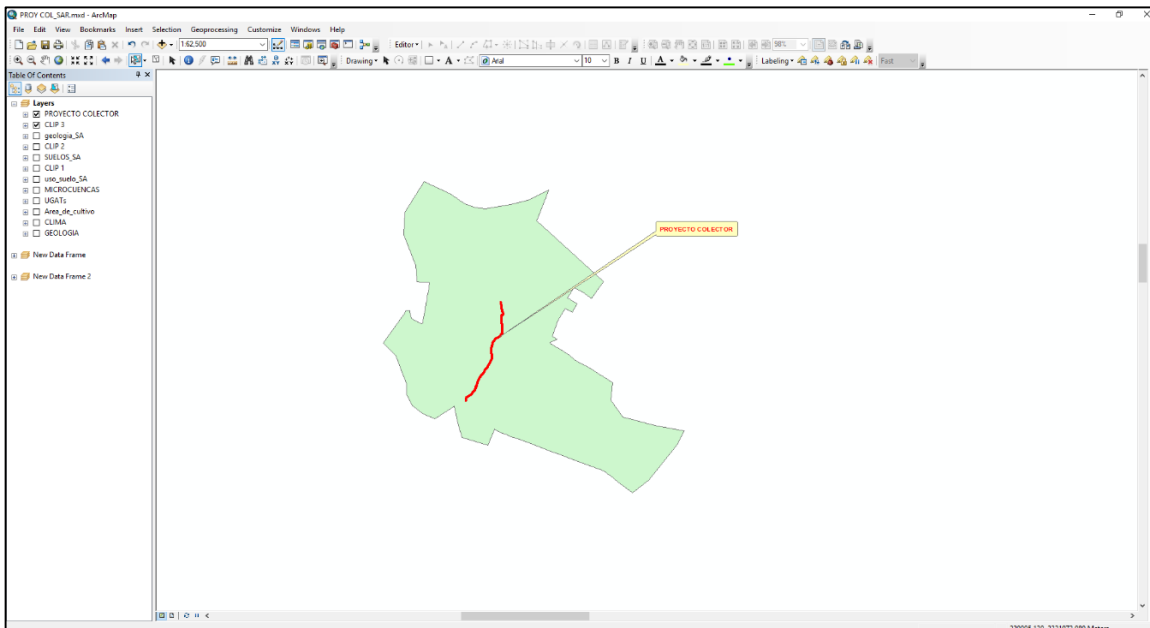 PROY COL_SAR.mxd - ArcMap
File Edit View Bookmarks Insert Selection Geoprocessing Customize Windows Help
1:62,500
Editor
98%
Drawing A Arial 10 B I U A
Labeling Fast
Table Of Contents
Layers
PROYECTO COLECTOR
CLIP 3
geologia_SA
CLIP 2
SUELOS_SA
CLIP 1
uso_suelo_SA
MICROCUENCAS
UGATs
Area_de_cultivo
CLIMA
GEOLOGIA
New Data Frame
New Data Frame 2
PROYECTO COLECTOR